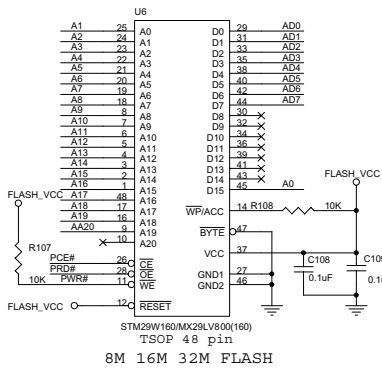 U6
A1 25 A0 D0 29 AD0
A2 24 A1 D1 31 AD1
A3 23 A2 D2 33 AD2
A4 22 A3 D3 35 AD3
A5 21 A4 D4 38 AD4
A6 20 A5 D5 40 AD5
A7 19 A6 D6 42 AD6
A8 18 A7 D7 44 AD7
A9 8 A8 D8 30
A10 7 A9 D9 32
A11 6 A10 D10 34
A12 5 A11 D11 36
A13 4 A12 D12 39
A14 3 A13 D13 41
A15 2 A14 D14 43
A16 1 A15 D15 45 A0
A17 48 A16
A18 17 A17 WP/ACC 14 R108 10K
A19 16 A18
AA20 9 A19 BYTE 47
10 A20
FLASH_VCC
FLASH_VCC
R107
10K
VCC 37
PCE# 26 CE
PRD# 28 OE GND1 27
PWR# 11 WE GND2 46
C108
0.1uF
C109
FLASH_VCC 12 RESET
STM29W160/MX29LV800(160)
TSOP 48 pin
8M 16M 32M FLASH